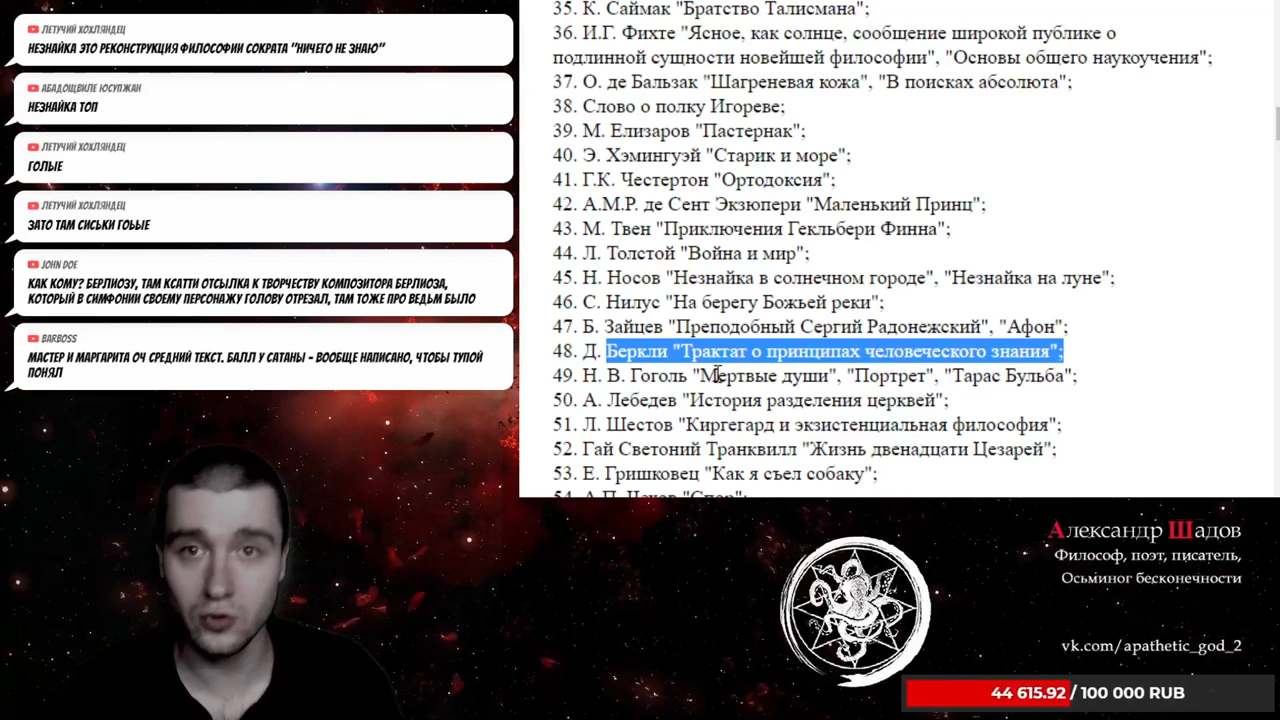 ЛЕТУЧИЙ ХОХЛЯНДЕЦ
НЕЗНАЙКА ЭТО РЕКОНСТРУКЦИЯ ФИЛОСОФИИ СОКРАТА "НИЧЕГО НЕ ЗНАЮ"
АБАДОЩВИЛЕ ЮСУПЖАН
НЕЗНАЙКА ТОП
ЛЕТУЧИЙ ХОХЛЯНДЕЦ
ГОЛЫЕ
ЛЕТУЧИЙ ХОХЛЯНДЕЦ
ЗАТО ТАМ СИСЬКИ ГОЬЫЕ
JOHN DOE
КАК КОМУ? БЕРЛИОЗУ, ТАМ КСАТТИ ОТСЫЛКА К ТВОРЧЕСТВУ КОМПОЗИТОРА БЕРЛИОЗА,
КОТОРЫЙ В СИМФОНИИ СВОЕМУ ПЕРСОНАЖУ ГОЛОВУ ОТРЕЗАЛ, ТАМ ТОЖЕ ПРО ВЕДЬМ БЫЛО
BARBOSS
МАСТЕР И МАРГАРИТА ОЧ СРЕДНИЙ ТЕКСТ. БАЛЛ У САТАНЫ - ВООБЩЕ НАПИСАНО, ЧТОБЫ ТУПОЙ
ПОНЯЛ
35. К. Саймак "Братство Талисмана";
36. И.Г. Фихте "Ясное, как солнце, сообщение широкой публике о
подлинной сущности новейшей философии", "Основы общего наукоучения";
37. О. де Бальзак "Шагреневая кожа", "В поисках абсолюта";
38. Слово о полку Игореве;
39. М. Елизаров "Пастернак";
40. Э. Хэмингуэй "Старик и море";
41. Г.К. Честертон "Ортодоксия";
42. А.М.Р. де Сент Экзюпери "Маленький Принц";
43. М. Твен "Приключения Гекльбери Финна";
44. Л. Толстой "Война и мир";
45. Н. Носов "Незнайка в солнечном городе", "Незнайка на луне";
46. С. Нилус "На берегу Божьей реки";
47. Б. Зайцев "Преподобный Сергий Радонежский", "Афон";
48. Д. Беркли "Трактат о принципах человеческого знания";
49. Н. В. Гоголь "Мертвые души", "Портрет", "Тарас Бульба";
50. А. Лебедев "История разделения церквей";
51. Л. Шестов "Киргегард и экзистенциальная философия";
52. Гай Светоний Транквилл "Жизнь двенадцати Цезарей";
53. Е. Гришковец "Как я съел собаку";
54. А.П. Чехов "Спор";
Александр Шадов
Философ, поэт, писатель,
Осьминог бесконечности
vk.com/apathetic_god_2
44 615.92 / 100 000 RUB